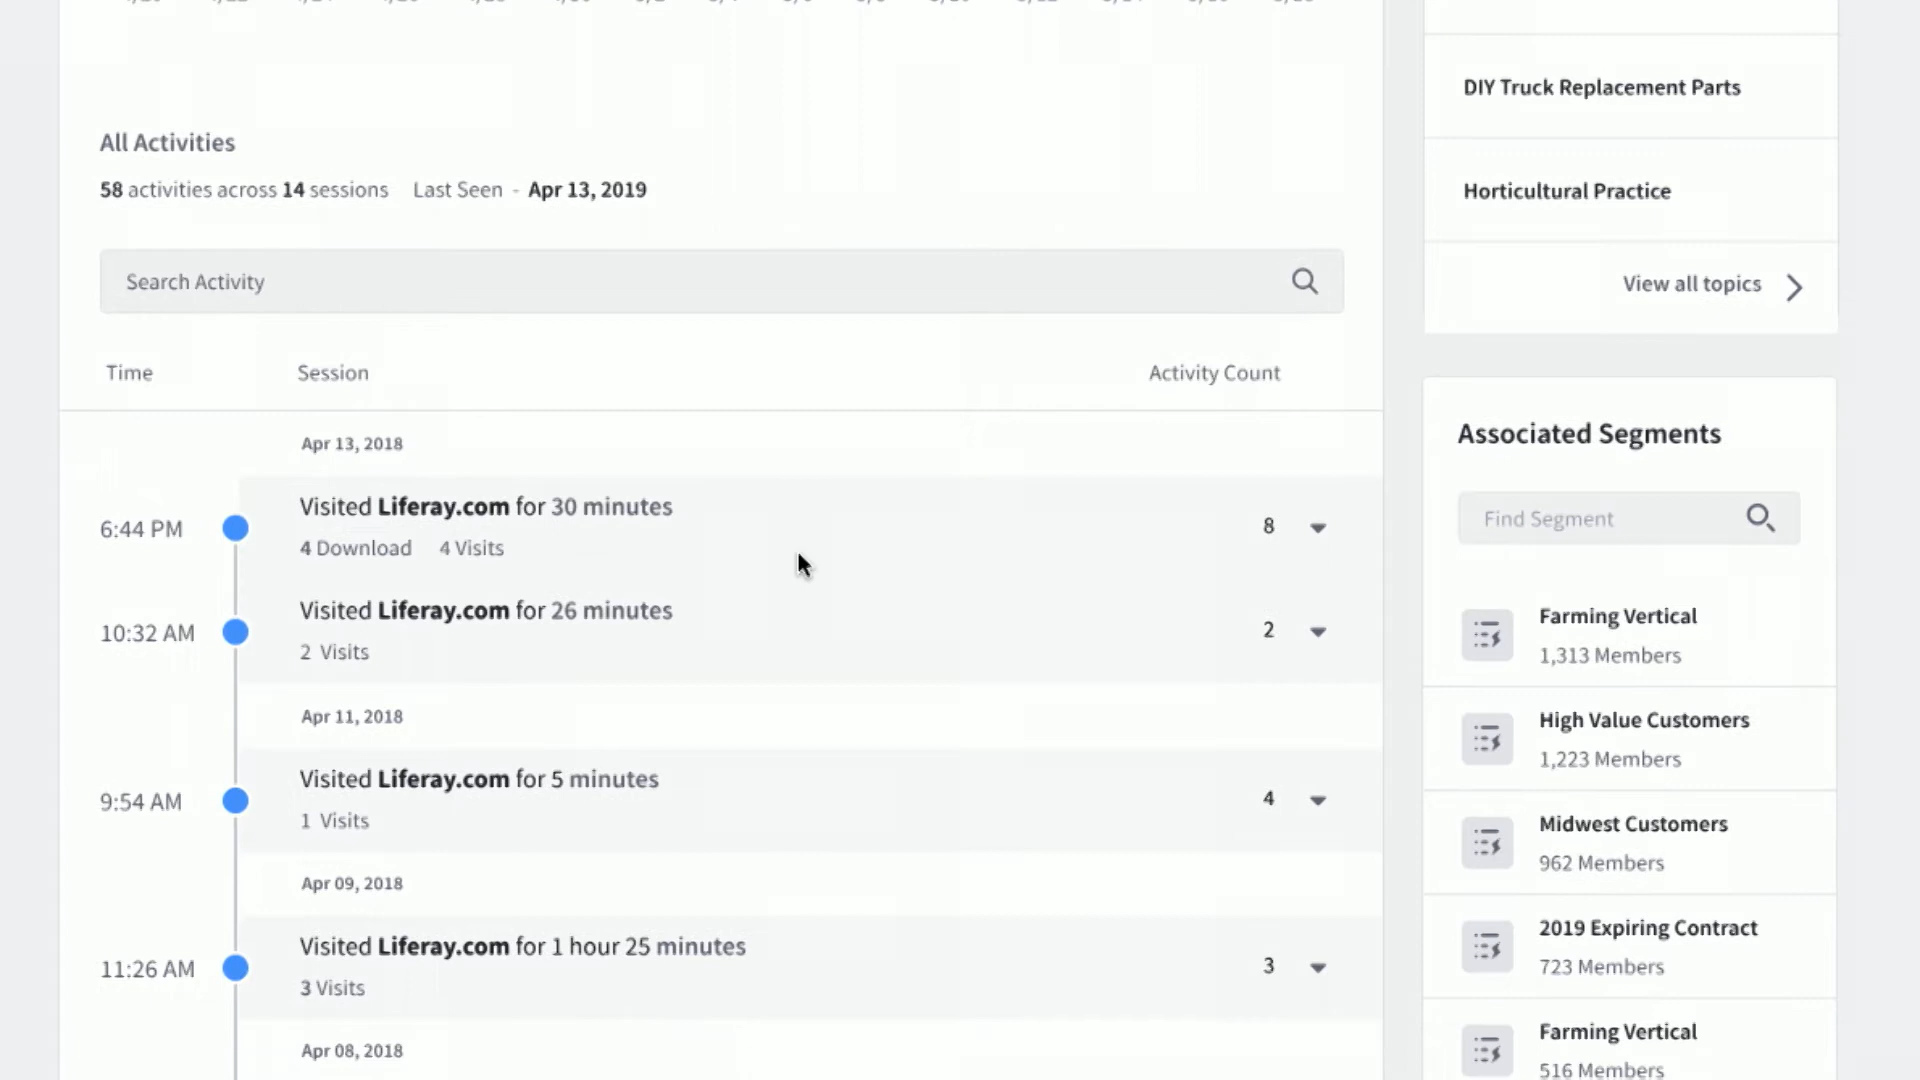 All Activities
58 activities across 14 sessions Last Seen - Apr 13, 2019
Search Activity
Time Session Activity Count
Apr 13, 2018
6:44 PM
Visited Liferay.com for 30 minutes
4 Download 4 Visits
8
10:32 AM
Visited Liferay.com for 26 minutes
2 Visits
2
Apr 11, 2018
9:54 AM
Visited Liferay.com for 5 minutes
1 Visits
4
Apr 09, 2018
11:26 AM
Visited Liferay.com for 1 hour 25 minutes
3 Visits
3
Apr 08, 2018
DIY Truck Replacement Parts
Horticultural Practice
View all topics
Associated Segments
Find Segment
Farming Vertical
1,313 Members
High Value Customers
1,223 Members
Midwest Customers
962 Members
2019 Expiring Contract
723 Members
Farming Vertical
516 Members